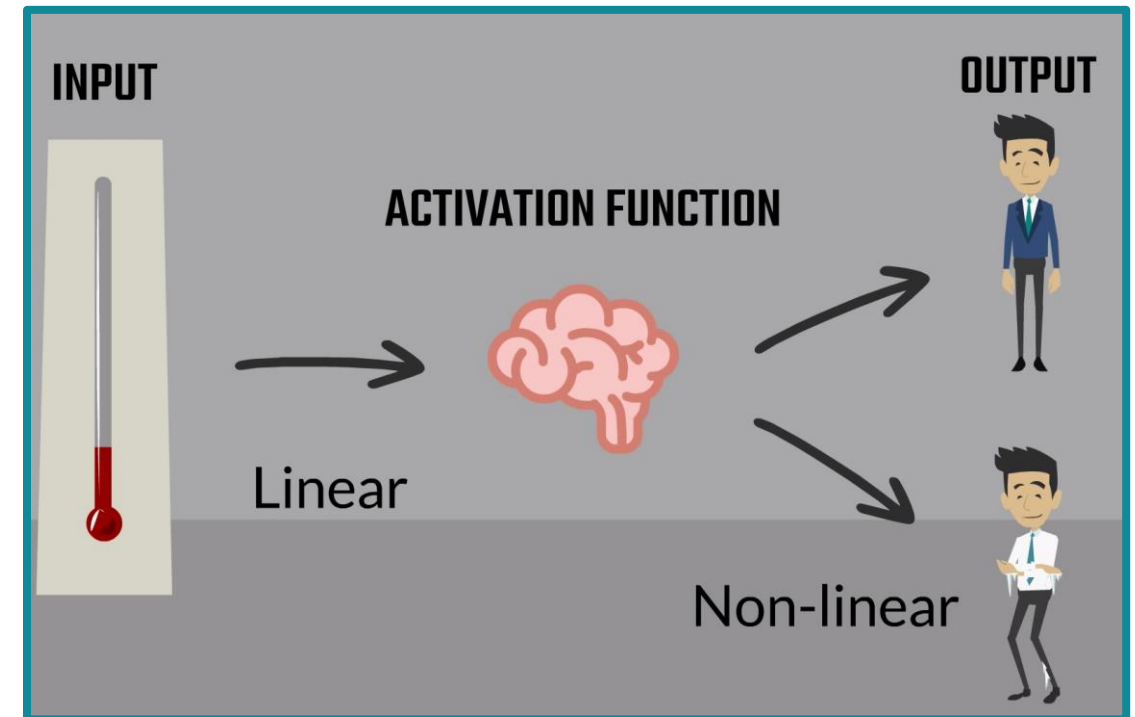 INPUT
OUTPUT
ACTIVATION FUNCTION
Linear
Non-linear